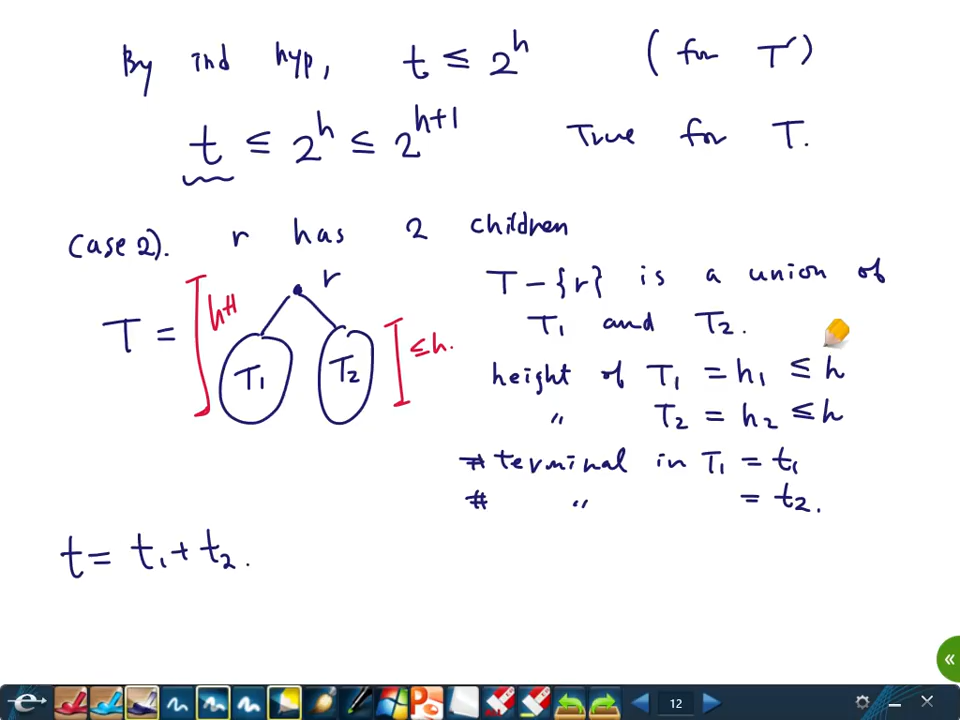 By ind hyp, t ≤ 2^h (for T')
t ≤ 2^h ≤ 2^{h+1} True for T.
Case 2). r has 2 children
r
T =
h+1
T1
T2
≤h.
T - {r} is a union of
T1 and T2.
height of T1 = h1 ≤ h
" T2 = h2 ≤ h
# terminal in T1 = t1
# " = t2.
t = t1 + t2.
12